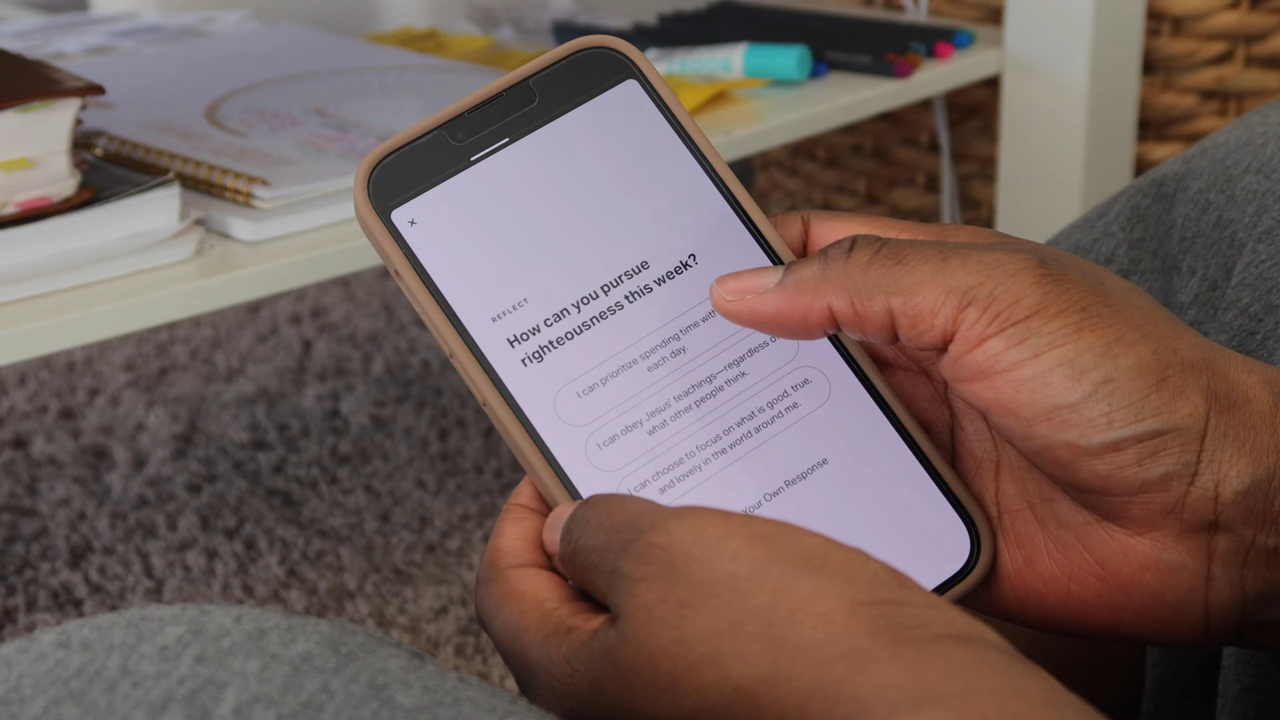 REFLECT
How can you pursue
righteousness this week?
I can prioritize spending time with
each day.
I can obey Jesus' teachings—regardless
what other people think.
I can choose to focus on what is good, true,
and lovely in the world around me.
Your Own Response